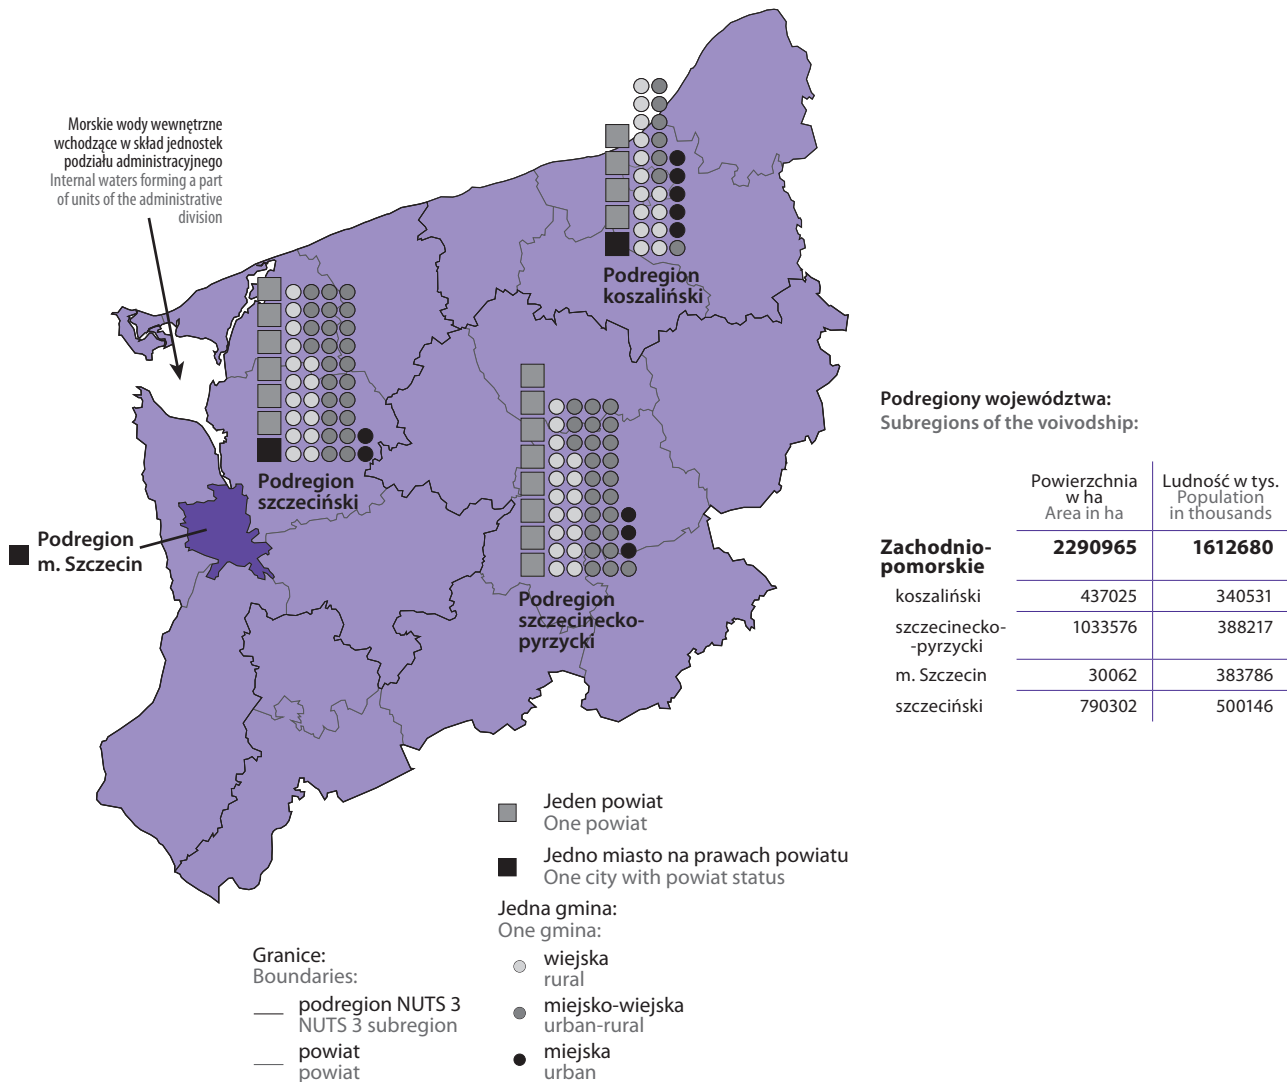 Morskie wody wewnętrzne
wchodzące w skład jednostek
podziału administracyjnego
Internal waters forming a part
of units of the administrative
division
Podregion
koszaliński
Podregion
szczeciński
Podregion
m. Szczecin
Podregion
szczecinecko-
pyrzycki
Podregiony województwa:
Subregions of the voivodship:
Powierzchnia
w ha
Area in ha
Ludność w tys.
Population
in thousands
Zachodnio-
pomorskie
2290965 1612680
koszaliński 437025 340531
szczecinecko-
-pyrzycki
1033576 388217
m. Szczecin 30062 383786
szczeciński 790302 500146
Jeden powiat
One powiat
Jedno miasto na prawach powiatu
One city with powiat status
Jedna gmina:
One gmina:
wiejska
rural
miejsko-wiejska
urban-rural
miejska
urban
Granice:
Boundaries:
podregion NUTS 3
NUTS 3 subregion
powiat
powiat